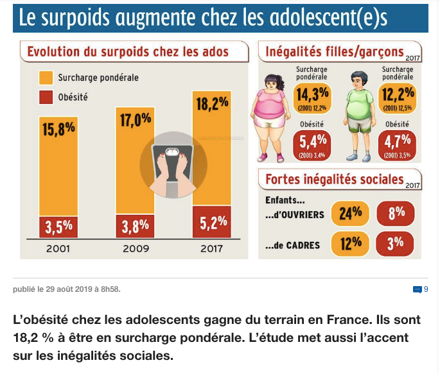 Le surpoids augmente chez les adolescent(e)s
Evolution du surpoids chez les ados
Surcharge pondérale
Obésité
15,8%
17,0%
18,2%
3,5%
3,8%
5,2%
2001
2009
2017
Inégalités filles/garçons
2017
Surcharge
pondérale
14,3%
(2001) 12,2%
Obésité
5,4%
(2001) 3,4%
Surcharge
pondérale
12,2%
(2001) 12,5%
Obésité
4,7%
(2001) 3,5%
Fortes inégalités sociales
2017
Enfants...
...d'OUVRIERS 24% 8%
...de CADRES 12% 3%
publié le 29 août 2019 à 8h58.
9
L'obésité chez les adolescents gagne du terrain en France. Ils sont
18,2 % à être en surcharge pondérale. L'étude met aussi l'accent
sur les inégalités sociales.